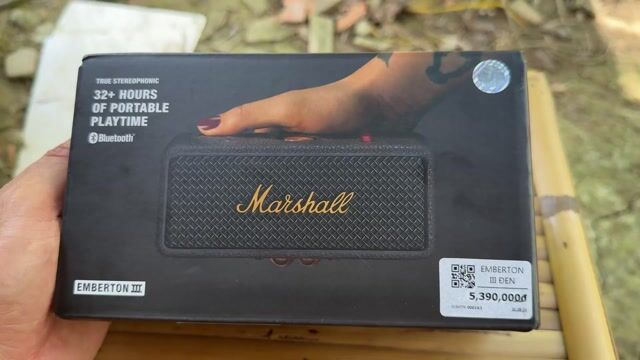 TRUE STEREOPHONIC
32+ HOURS
OF PORTABLE
PLAYTIME
Bluetooth
Marshall
EMBERTON III
EMBERTON
III ĐEN
5,390,000đ